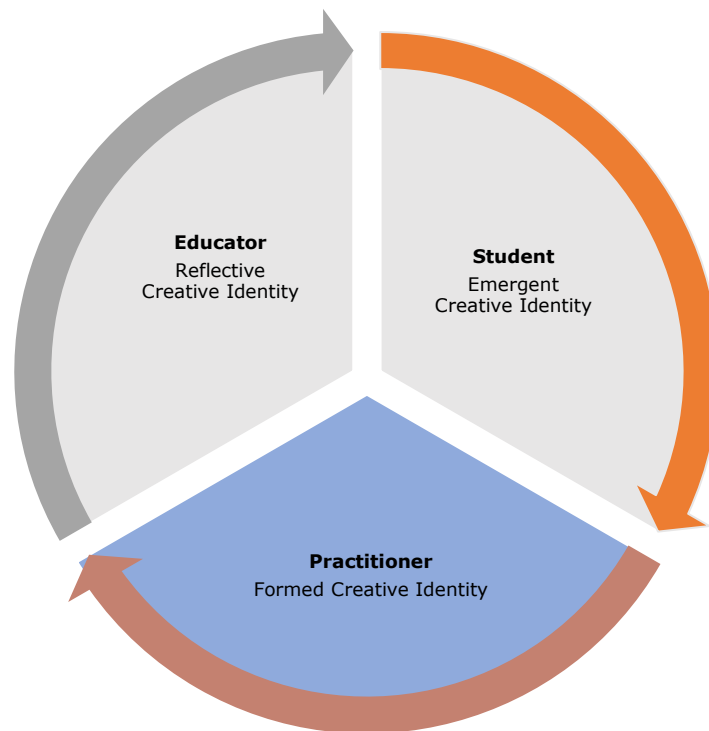 Educator
Reflective
Creative Identity
Student
Emergent
Creative Identity
Practitioner
Formed Creative Identity